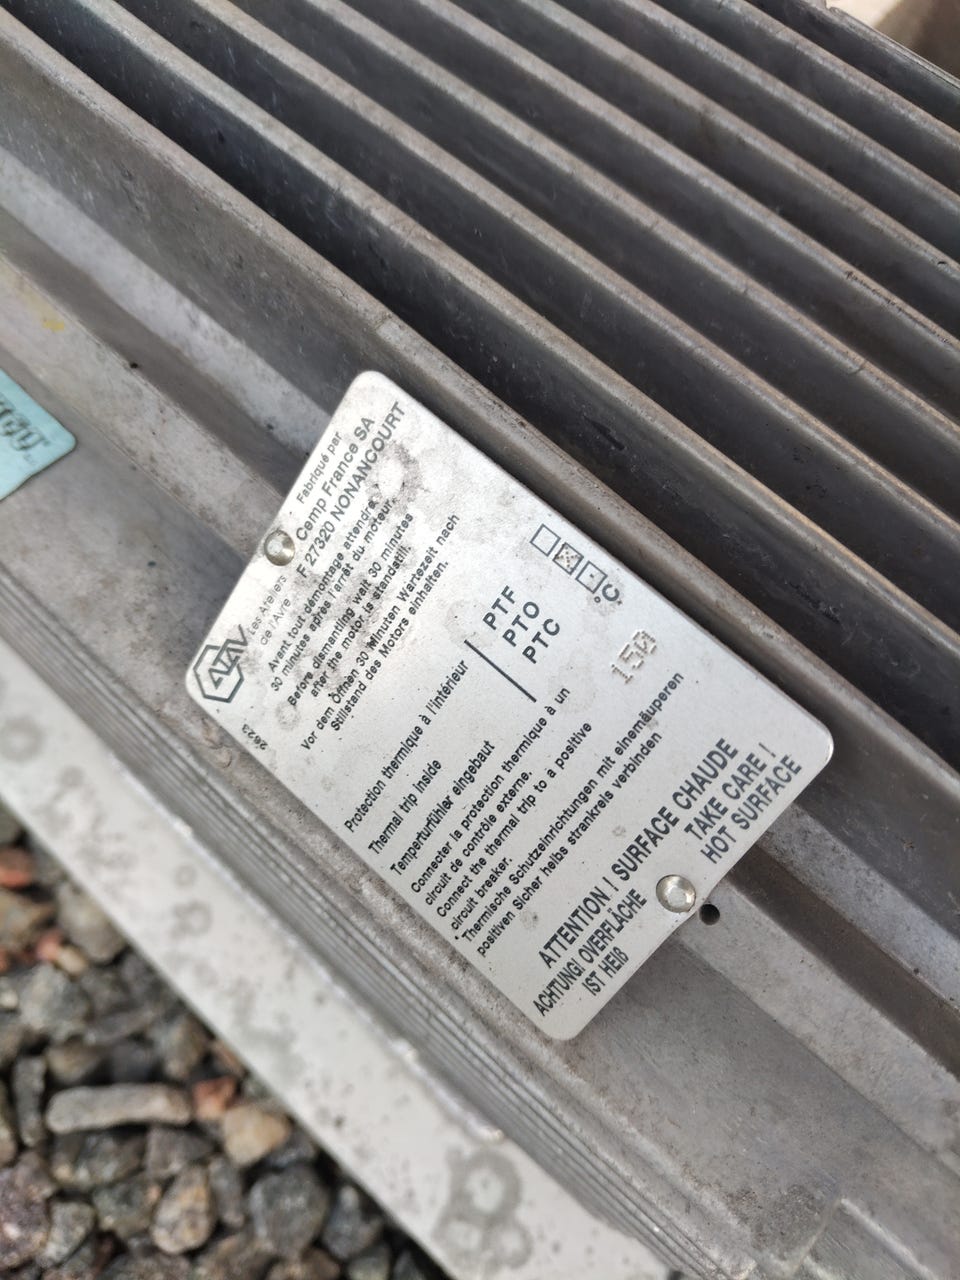 Fabriqué par
Cemp France SA
F 27320 NONANCOURT
Les Ateliers
de l'Avre
2623
Avant tout démontage attendre
30 minutes après l'arrêt du moteur.
Before dismantling wait 30 minutes
after the motor is standstill.
Vor dem Öffnen 30 Minuten Wartezeit nach
Stillstand des Motors einhalten.
Protection thermique à l'intérieur
Thermal trip inside
Temperturfühler eingebaut
PTF
PTO
PTC
150 °C.
Connecter la protection thermique à un
circuit de contrôle externe.
Connect the thermal trip to a positive
circuit breaker.
Thermische Schutzeinrichtungen mit einemäuperen
positiven Sicher heibs strankreis verbinden
ATTENTION ! SURFACE CHAUDE
TAKE CARE !
HOT SURFACE
ACHTUNG! OVERFLÄCHE
IST HEIß